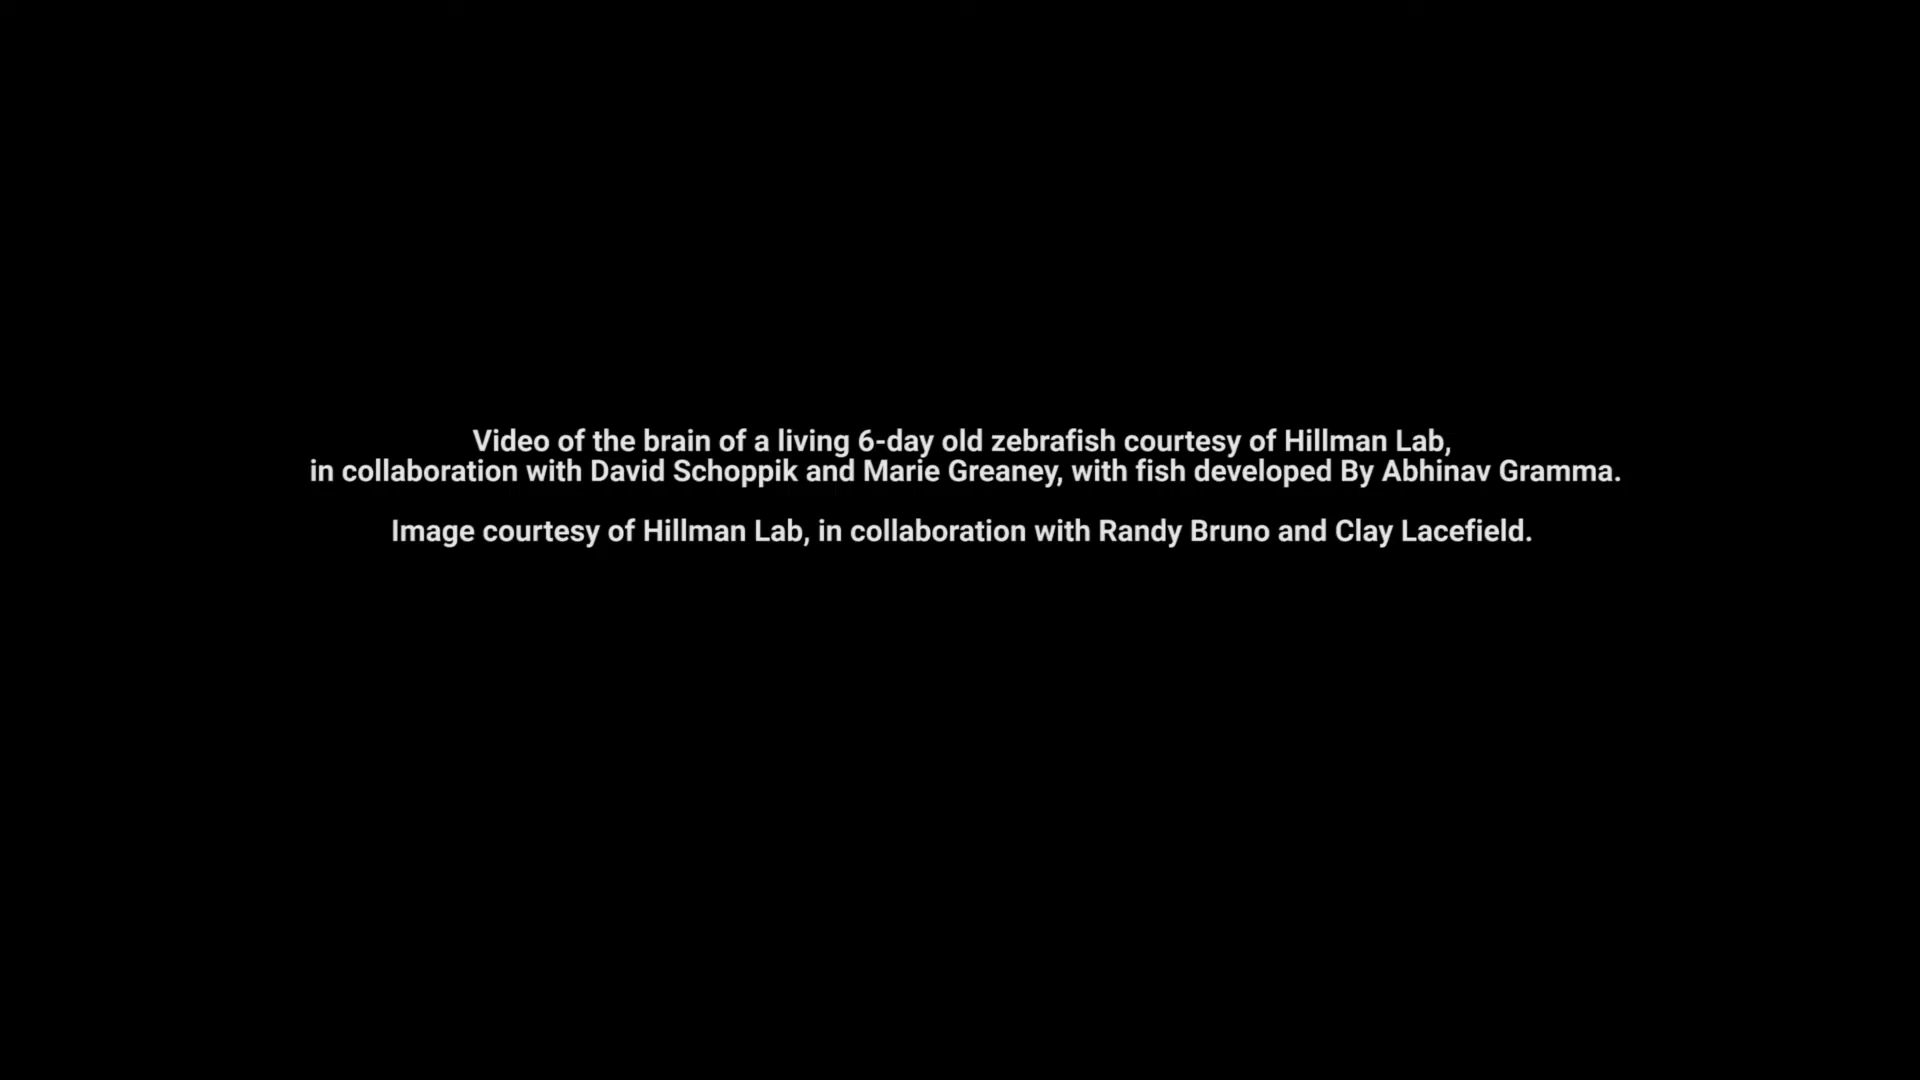 Video of the brain of a living 6-day old zebrafish courtesy of Hillman Lab,
in collaboration with David Schoppik and Marie Greaney, with fish developed By Abhinav Gramma.
Image courtesy of Hillman Lab, in collaboration with Randy Bruno and Clay Lacefield.